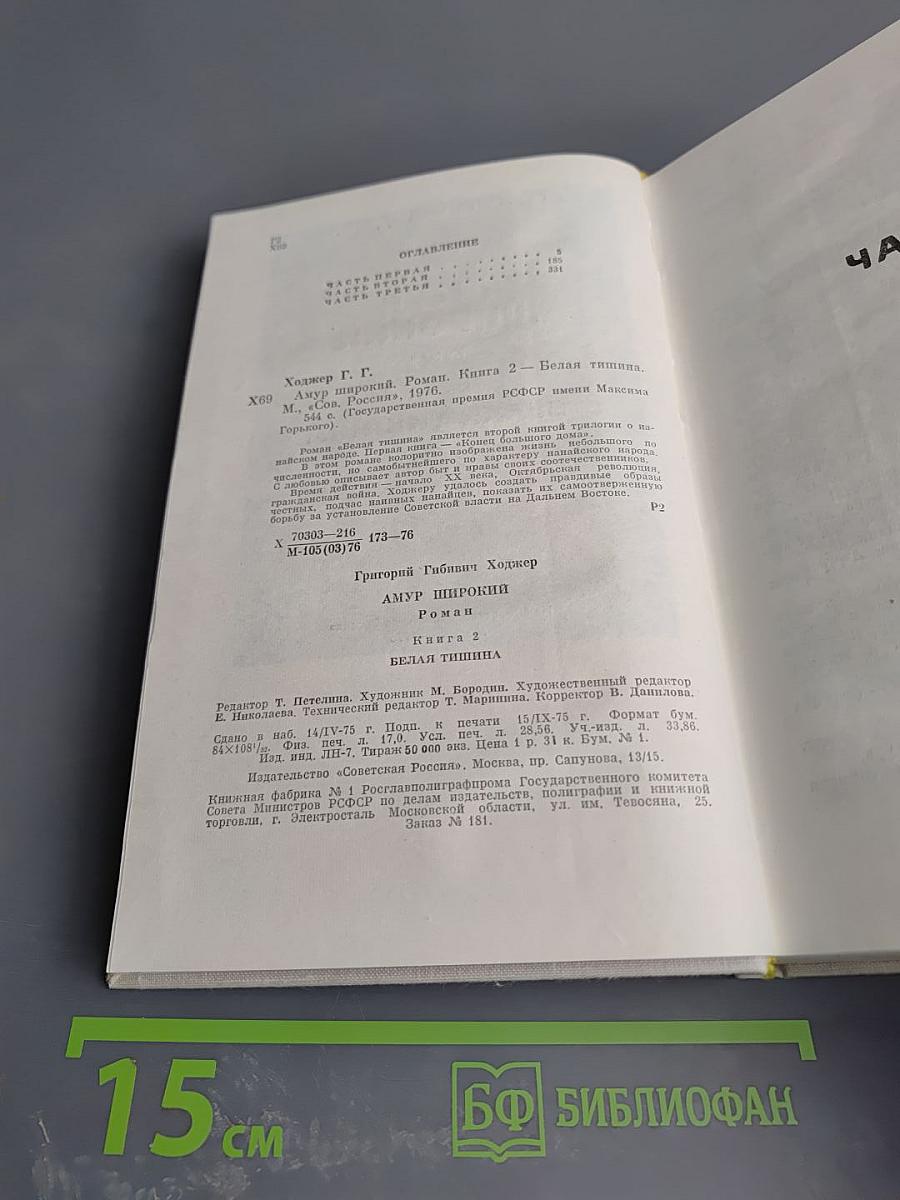 Р2
Х69
ОГЛАВЛЕНИЕ
ЧАСТЬ ПЕРВАЯ . . . . . . . . . 5
ЧАСТЬ ВТОРАЯ . . . . . . . . . 185
ЧАСТЬ ТРЕТЬЯ . . . . . . . . . 331
ЧА
Ходжер Г. Г.
Х69 Амур широкий. Роман. Книга 2 — Белая тишина.
М., «Сов. Россия», 1976.
544 с. (Государственная премия РСФСР имени Максима
Горького).
Роман «Белая тишина» является второй книгой трилогии о на-
найском народе. Первая книга — «Конец большого дома».
В этом романе колоритно изображена жизнь небольшого по
численности, но самобытнейшего по характеру нанайского народа.
С любовью описывает автор быт и нравы своих соотечественников.
Время действия — начало XX века, Октябрьская революция,
гражданская война. Ходжеру удалось создать правдивые образы
честных, подчас наивных нанайцев, показать их самоотверженную
борьбу за установление Советской власти на Дальнем Востоке.
Х 70303—216
М-105(03)76 173—76
Р2
Григорий Гибивич Ходжер
АМУР ШИРОКИЙ
Роман
Книга 2
БЕЛАЯ ТИШИНА
Редактор Т. Петелина. Художник М. Бородин. Художественный редактор
Е. Николаева. Технический редактор Т. Маринина. Корректор В. Данилова.
Сдано в наб. 14/IV-75 г. Подп. к печати 15/IX-75 г. Формат бум.
84×108¹/₃₂. Физ. печ. л. 17,0. Усл. печ. л. 28,56. Уч.-изд. л. 33,86.
Изд. инд. ЛН-7. Тираж 50 000 экз. Цена 1 р. 31 к. Бум. № 1.
Издательство «Советская Россия». Москва, пр. Сапунова, 13/15.
Книжная фабрика № 1 Росглавполиграфпрома Государственного комитета
Совета Министров РСФСР по делам издательств, полиграфии и книжной
торговли, г. Электросталь Московской области, ул. им. Тевосяна, 25.
Заказ № 181.
15 см
БФ БИБЛИОФАН